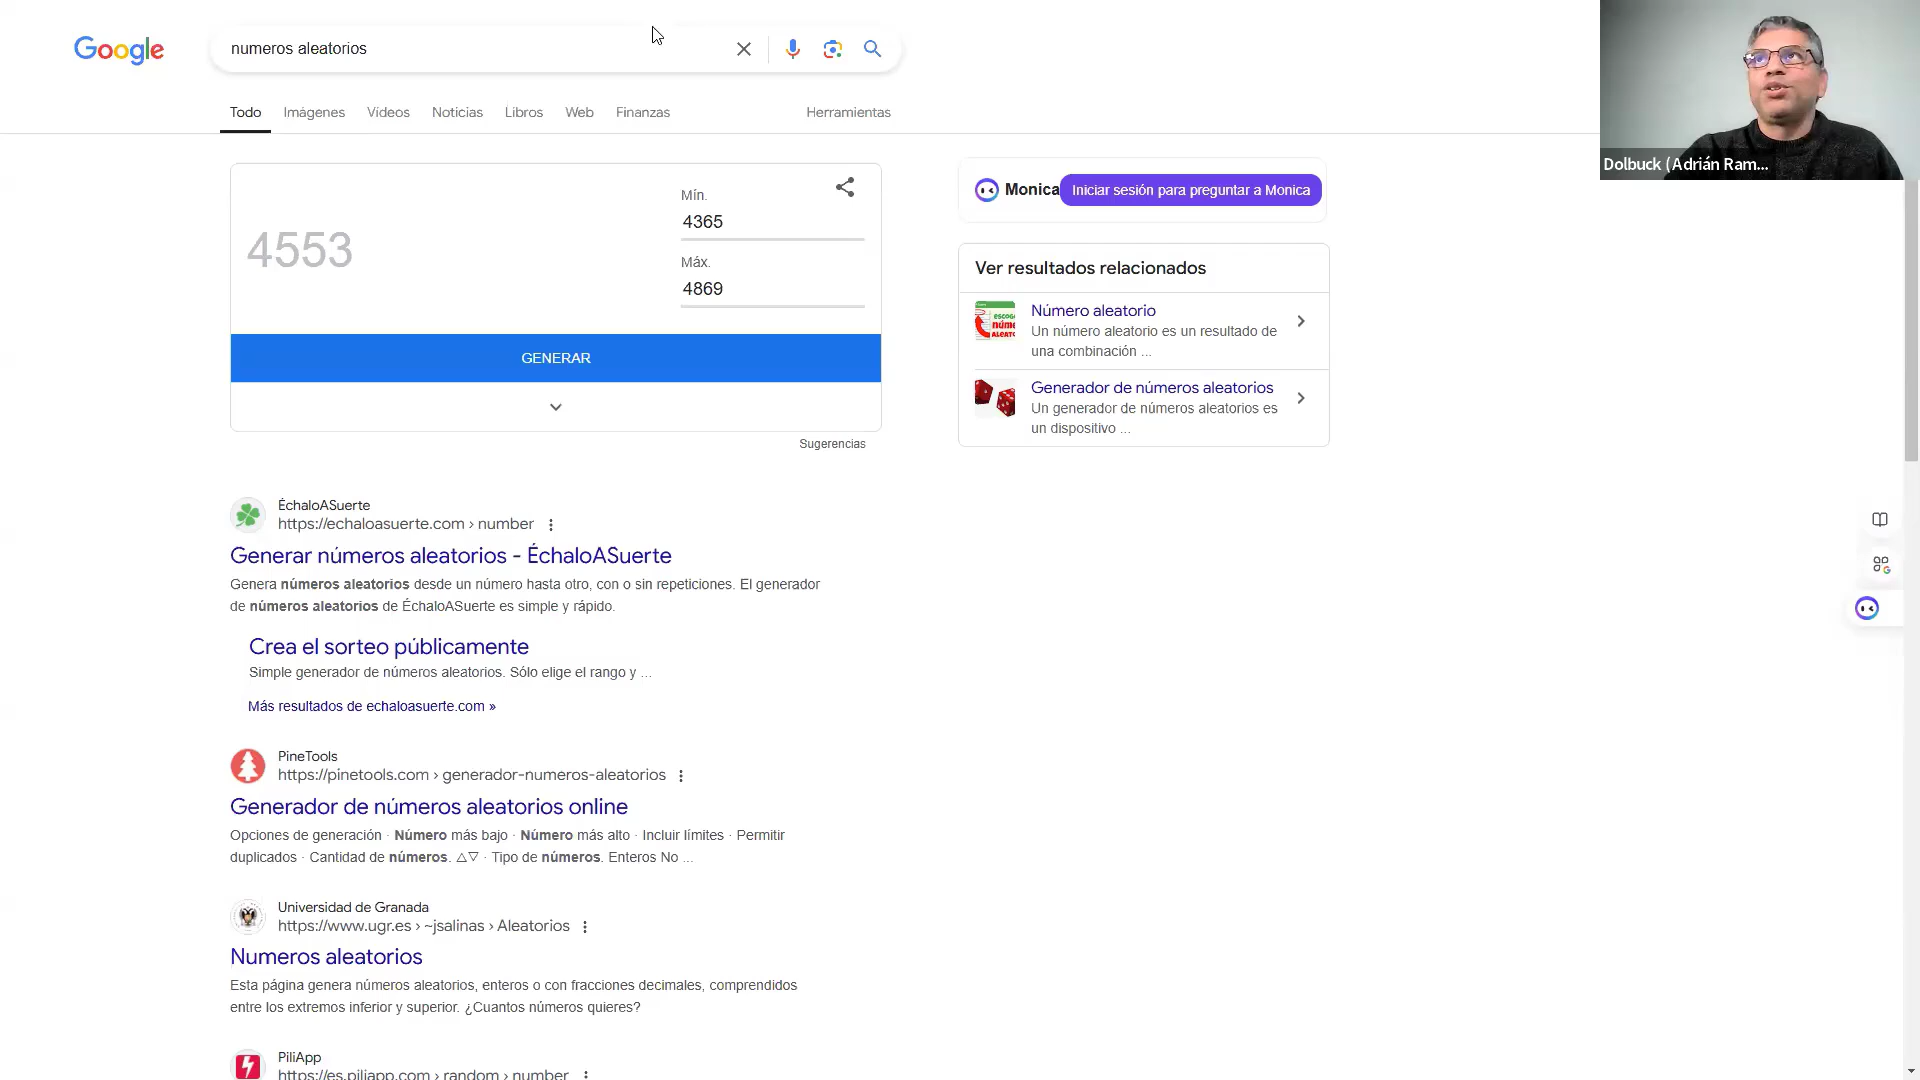 Google
numeros aleatorios
Todo
Imágenes
Vídeos
Noticias
Libros
Web
Finanzas
Herramientas
4553
Mín.
4365
Máx.
4869
GENERAR
Sugerencias
Monica
Iniciar sesión para preguntar a Monica
Ver resultados relacionados
Número aleatorio
Un número aleatorio es un resultado de
una combinación ...
Generador de números aleatorios
Un generador de números aleatorios es
un dispositivo ...
Dolbuck (Adrián Ram...
ÉchaloASuerte
https://echaloasuerte.com › number
Generar números aleatorios - ÉchaloASuerte
Genera números aleatorios desde un número hasta otro, con o sin repeticiones. El generador
de números aleatorios de ÉchaloASuerte es simple y rápido.
Crea el sorteo públicamente
Simple generador de números aleatorios. Sólo elige el rango y ...
Más resultados de echaloasuerte.com »
PineTools
https://pinetools.com › generador-numeros-aleatorios
Generador de números aleatorios online
Opciones de generación · Número más bajo · Número más alto · Incluir límites · Permitir
duplicados · Cantidad de números. △▽ · Tipo de números. Enteros No ...
Universidad de Granada
https://www.ugr.es › ~jsalinas › Aleatorios
Numeros aleatorios
Esta página genera números aleatorios, enteros o con fracciones decimales, comprendidos
entre los extremos inferior y superior. ¿Cuantos números quieres?
PiliApp
https://es.piliapp.com › random › number